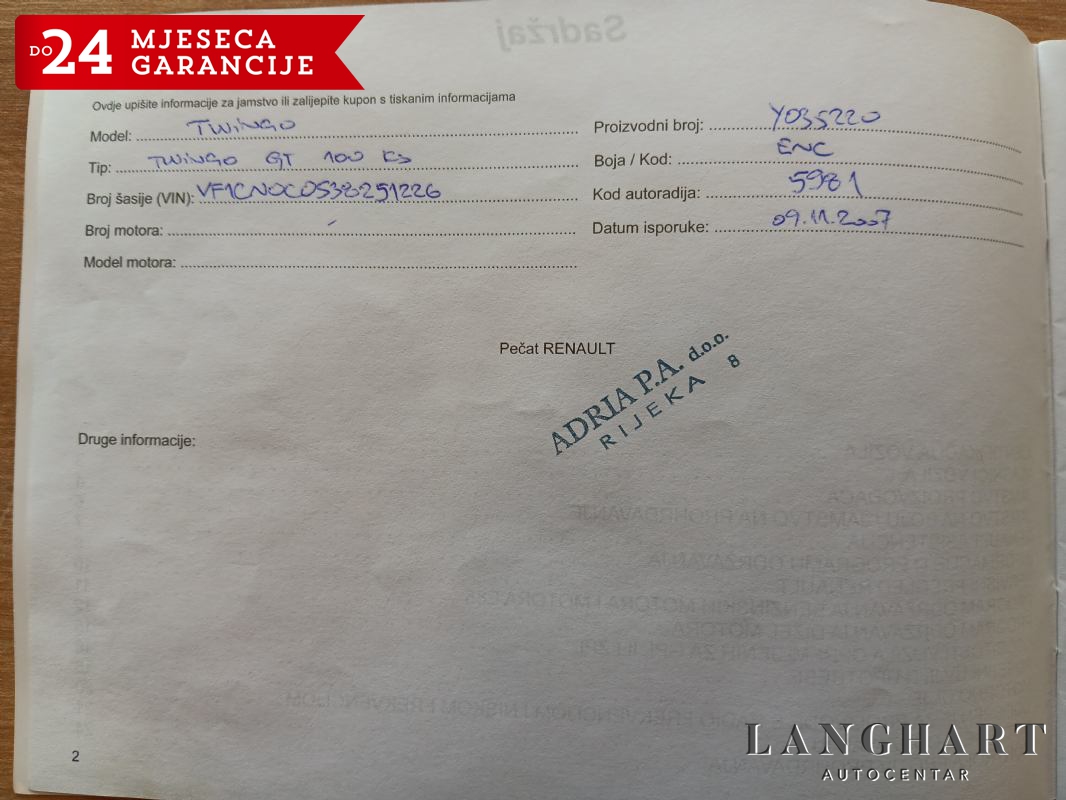 DO 24 MJESECA GARANCIJE
Sadržaj
Ovdje upišite informacije za jamstvo ili zalijepite kupon s tiskanim informacijama
Model: TWINGO
Tip: TWINGO GT 100 KS
Broj šasije (VIN): VF1CN0C0538251226
Broj motora: -
Model motora:
Proizvodni broj: Y035220
Boja / Kod: ENC
Kod autoradija: 5981
Datum isporuke: 09.11.2007
Pečat RENAULT
ADRIA P.A. d.o.o.
RIJEKA 8
Druge informacije:
2
LANGHART
AUTOCENTAR